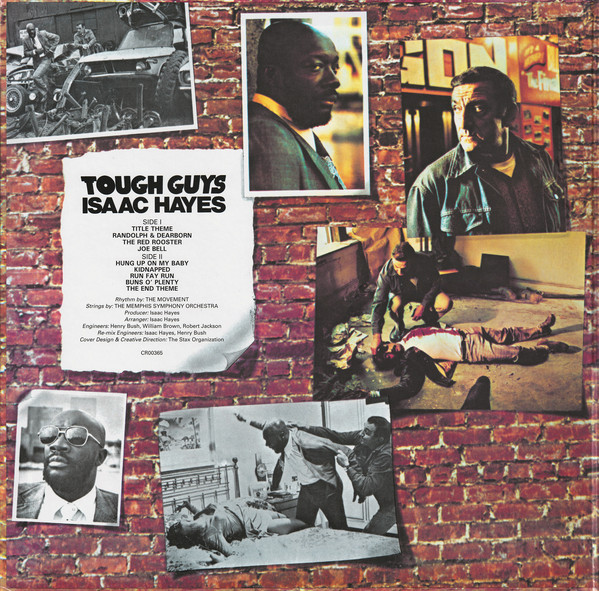 TOUGH GUYS
ISAAC HAYES
SIDE I
TITLE THEME
RANDOLPH & DEARBORN
THE RED ROOSTER
JOE BELL
SIDE II
HUNG UP ON MY BABY
KIDNAPPED
RUN FAY RUN
BUNS O' PLENTY
THE END THEME
Rhythm by: THE MOVEMENT
Strings by: THE MEMPHIS SYMPHONY ORCHESTRA
Producer: Isaac Hayes
Arranger: Isaac Hayes
Engineers: Henry Bush, William Brown, Robert Jackson
Re-mix Engineers: Isaac Hayes, Henry Bush
Cover Design & Creative Direction: The Stax Organization
CR00365
SON
The